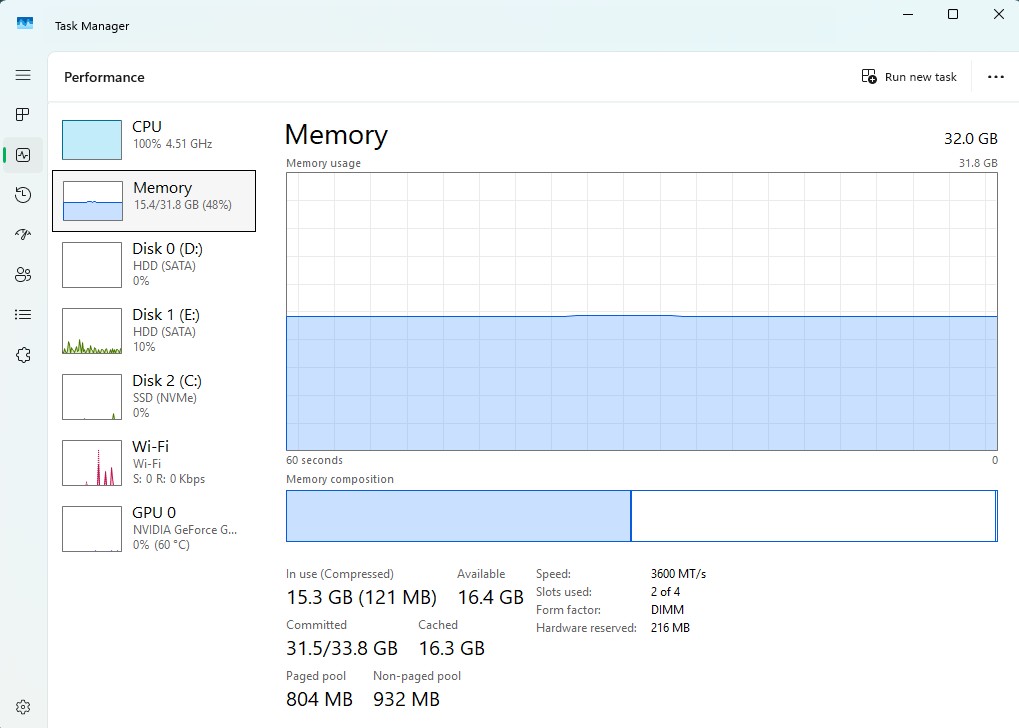 Task Manager
Performance
Run new task
CPU
100% 4.51 GHz
Memory
15.4/31.8 GB (48%)
Disk 0 (D:)
HDD (SATA)
0%
Disk 1 (E:)
HDD (SATA)
10%
Disk 2 (C:)
SSD (NVMe)
0%
Wi-Fi
Wi-Fi
S: 0 R: 0 Kbps
GPU 0
NVIDIA GeForce G...
0% (60 °C)
Memory
32.0 GB
Memory usage
31.8 GB
60 seconds
0
Memory composition
In use (Compressed)
15.3 GB (121 MB)
Available
16.4 GB
Committed
31.5/33.8 GB
Cached
16.3 GB
Paged pool
804 MB
Non-paged pool
932 MB
Speed: 3600 MT/s
Slots used: 2 of 4
Form factor: DIMM
Hardware reserved: 216 MB